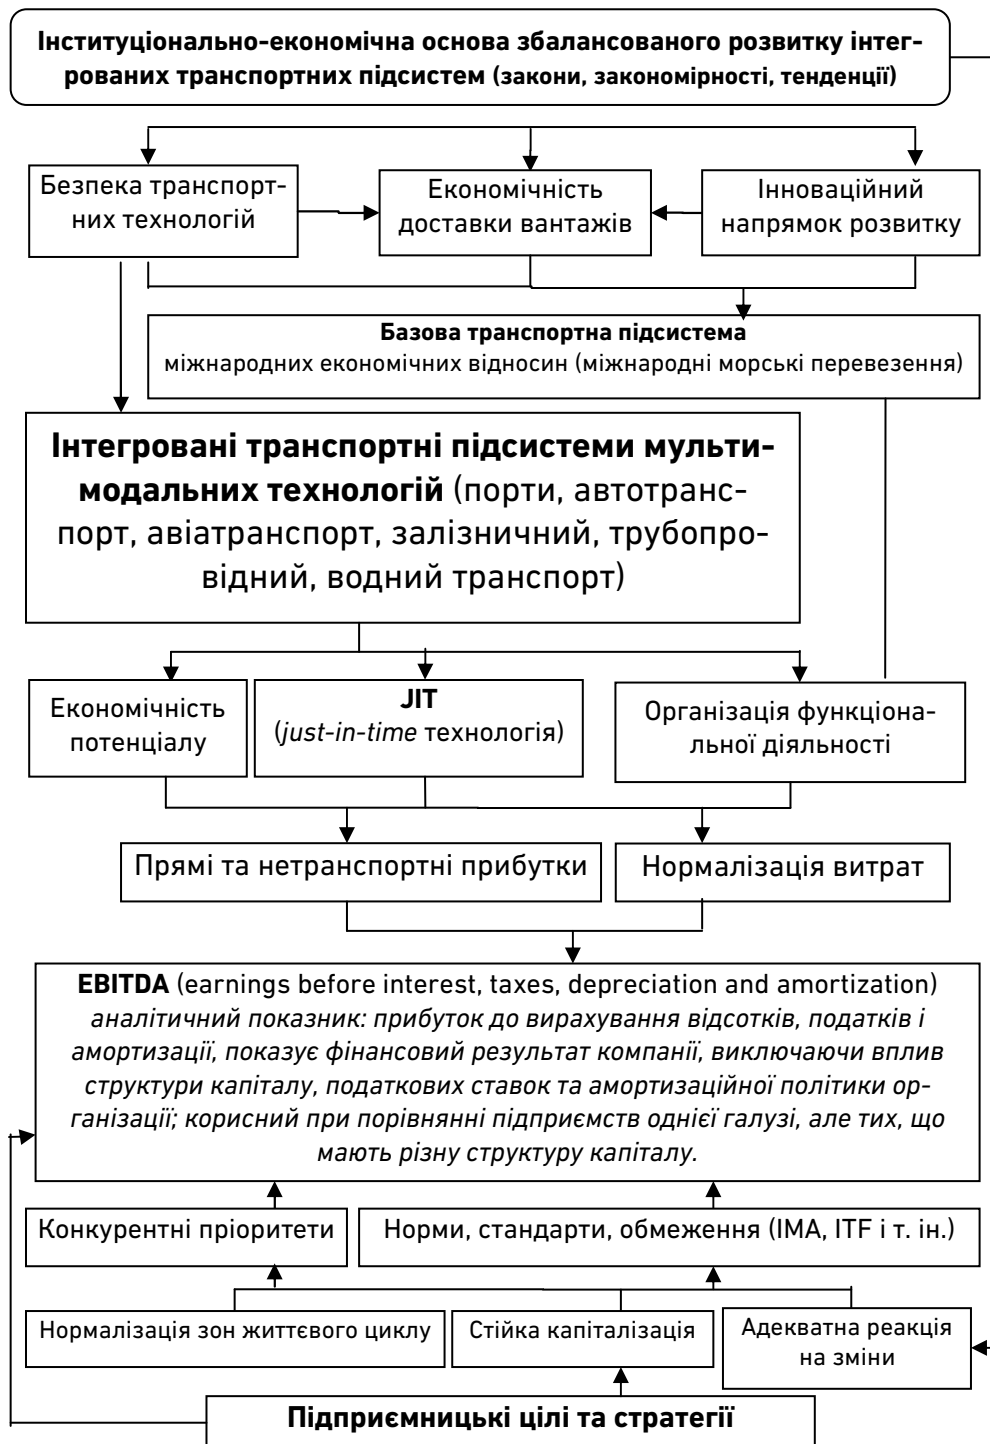 Інституціонально-економічна основа збалансованого розвитку інтег-
рованих транспортних підсистем (закони, закономірності, тенденції)
Безпека транспорт-
них технологій
Економічність
доставки вантажів
Інноваційний
напрямок розвитку
Базова транспортна підсистема
міжнародних економічних відносин (міжнародні морські перевезення)
Інтегровані транспортні підсистеми мульти-
модальних технологій (порти, автотранс-
порт, авіатранспорт, залізничний, трубопро-
відний, водний транспорт)
Економічність
потенціалу
JIT
(just-in-time технологія)
Організація функціона-
льної діяльності
Прямі та нетранспортні прибутки
Нормалізація витрат
EBITDA (earnings before interest, taxes, depreciation and amortization)
аналітичний показник: прибуток до вирахування відсотків, податків і
амортизації, показує фінансовий результат компанії, виключаючи вплив
структури капіталу, податкових ставок та амортизаційної політики ор-
ганізації; корисний при порівнянні підприємств однієї галузі, але тих, що
мають різну структуру капіталу.
Конкурентні пріоритети
Норми, стандарти, обмеження (IMA, ITF і т. ін.)
Нормалізація зон життєвого циклу
Стійка капіталізація
Адекватна реакція
на зміни
Підприємницькі цілі та стратегії